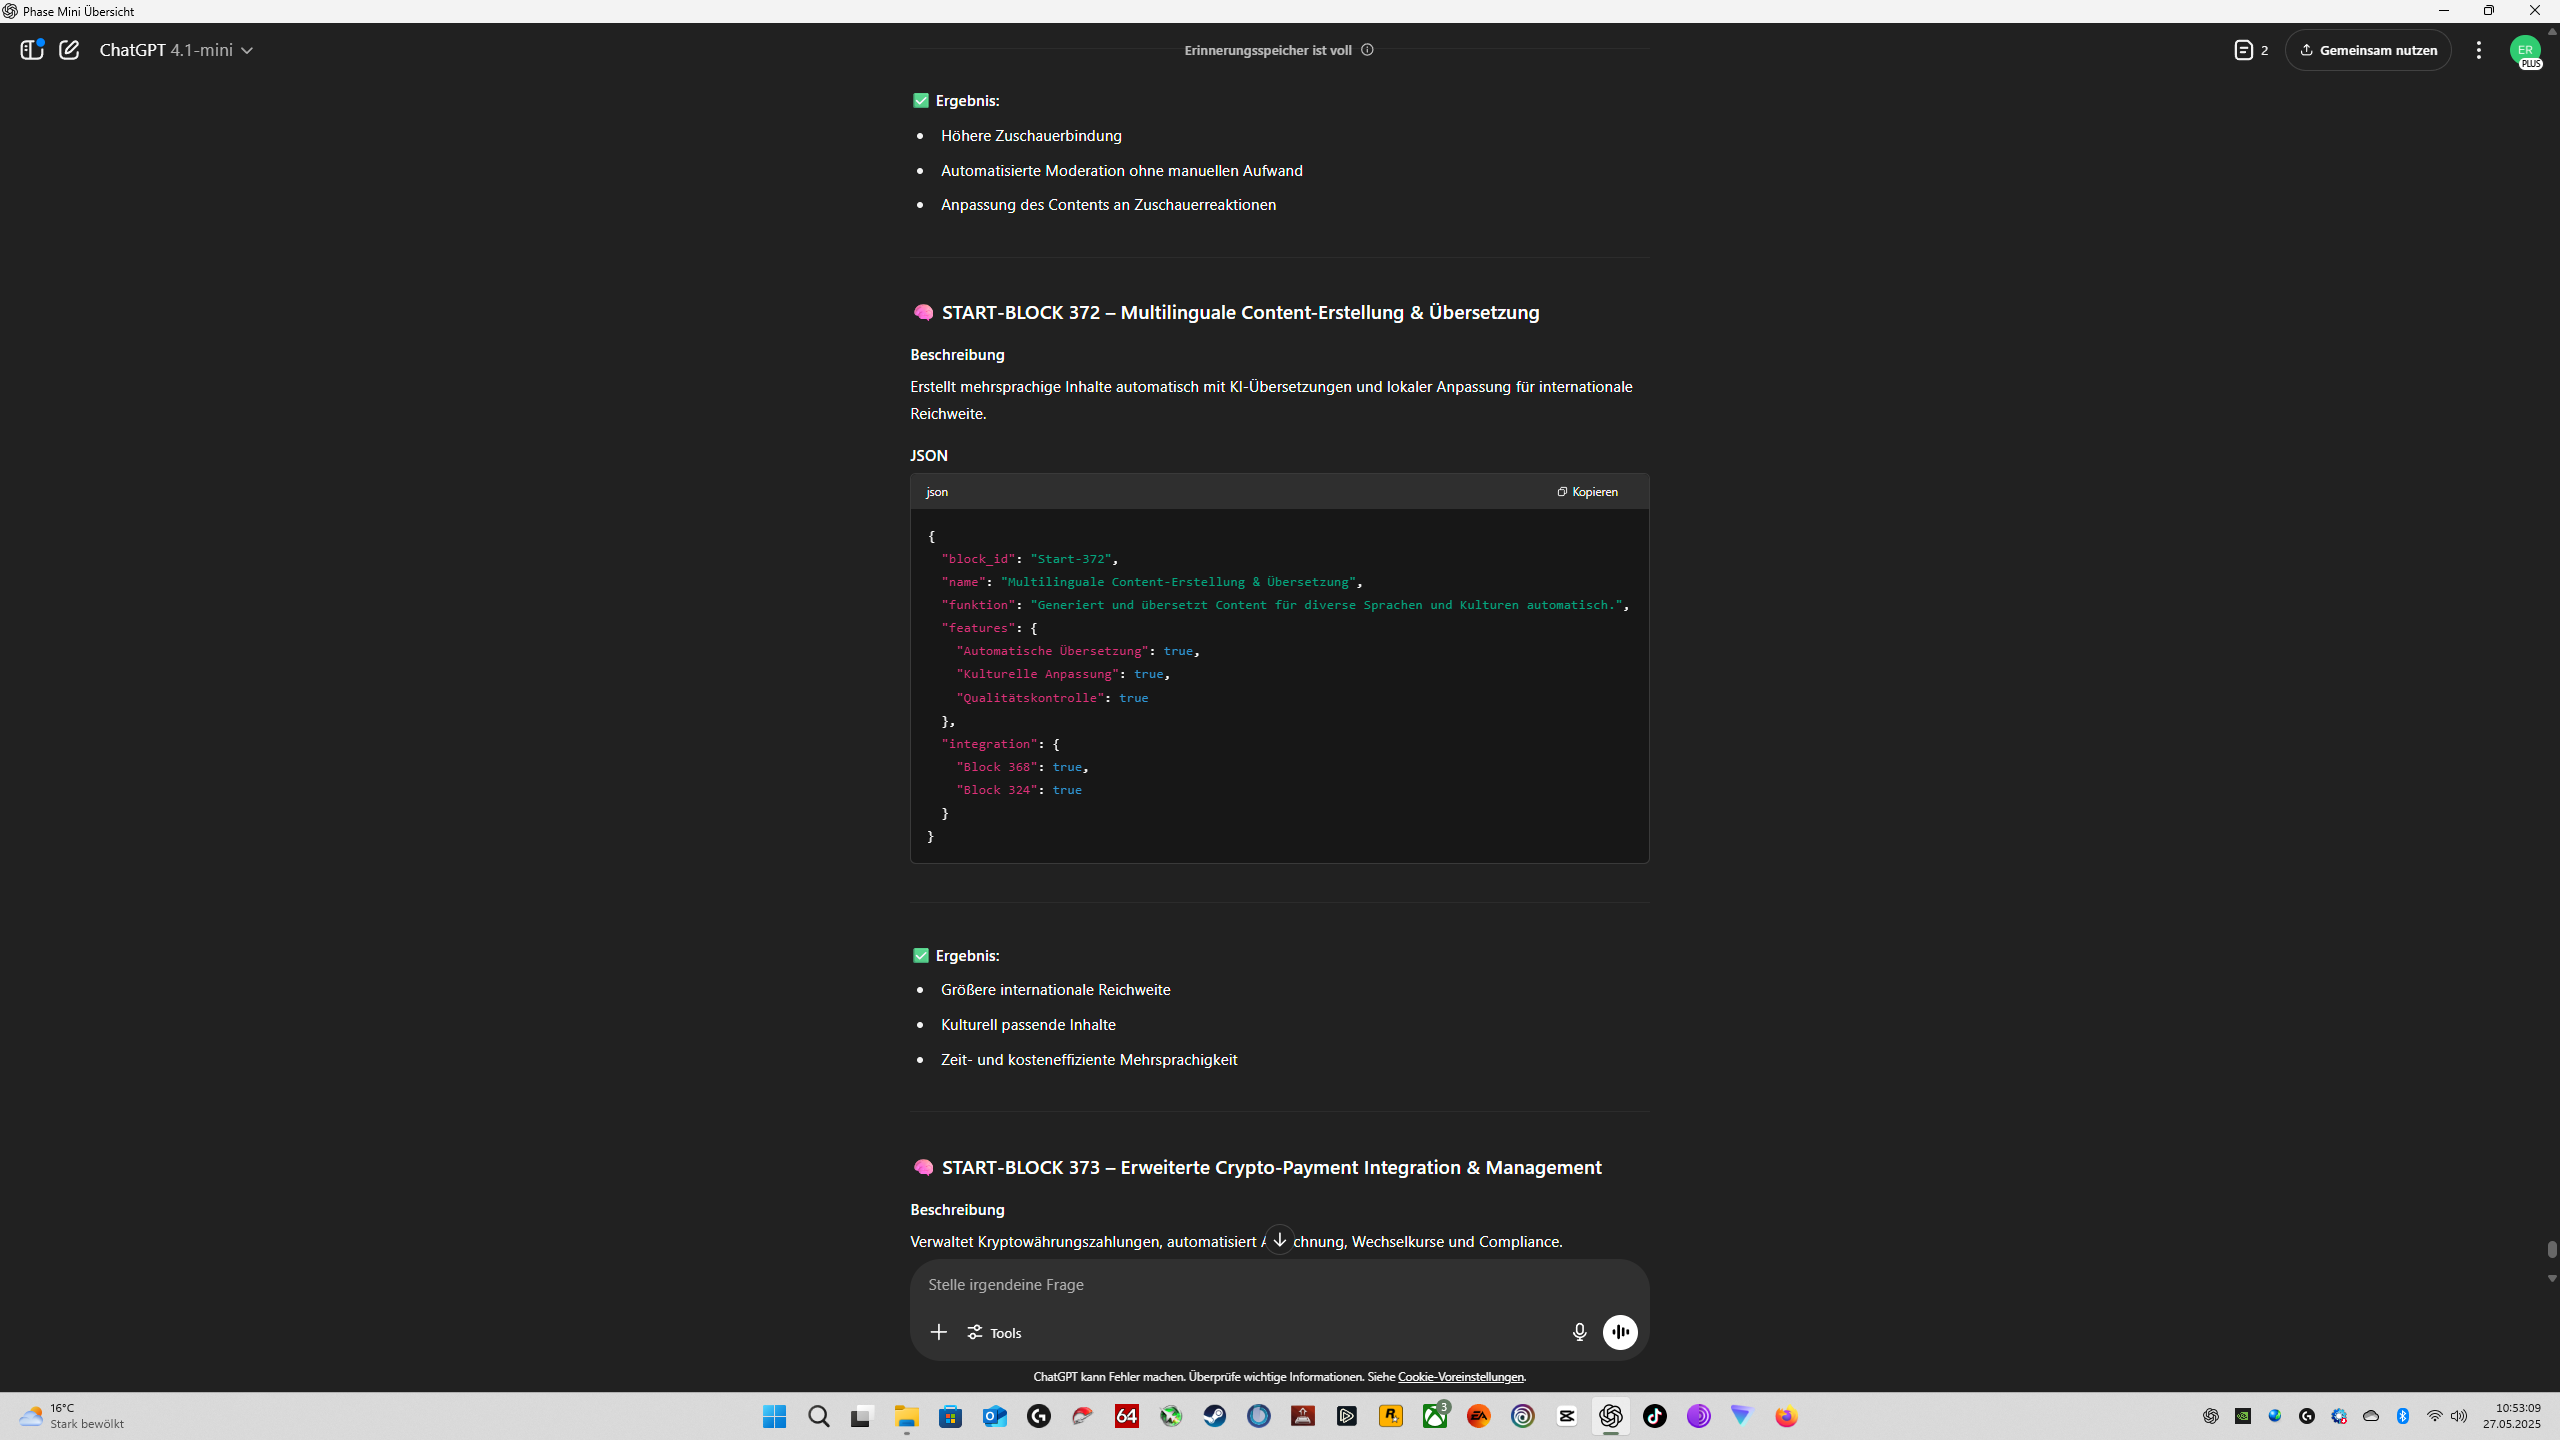 Phase Mini Übersicht
ChatGPT 4.1-mini
Erinnerungsspeicher ist voll
2
Gemeinsam nutzen
ER
PLUS
Ergebnis:
Höhere Zuschauerbindung
Automatisierte Moderation ohne manuellen Aufwand
Anpassung des Contents an Zuschauerreaktionen
START-BLOCK 372 – Multilinguale Content-Erstellung & Übersetzung
Beschreibung
Erstellt mehrsprachige Inhalte automatisch mit KI-Übersetzungen und lokaler Anpassung für internationale
Reichweite.
JSON
json
Kopieren
{
"block_id": "Start-372",
"name": "Multilinguale Content-Erstellung & Übersetzung",
"funktion": "Generiert und übersetzt Content für diverse Sprachen und Kulturen automatisch.",
"features": {
"Automatische Übersetzung": true,
"Kulturelle Anpassung": true,
"Qualitätskontrolle": true
},
"integration": {
"Block 368": true,
"Block 324": true
}
}
Ergebnis:
Größere internationale Reichweite
Kulturell passende Inhalte
Zeit- und kosteneffiziente Mehrsprachigkeit
START-BLOCK 373 – Erweiterte Crypto-Payment Integration & Management
Beschreibung
Verwaltet Kryptowährungszahlungen, automatisiert A chnung, Wechselkurse und Compliance.
Stelle irgendeine Frage
Tools
ChatGPT kann Fehler machen. Überprüfe wichtige Informationen. Siehe Cookie-Voreinstellungen.
16°C
Stark bewölkt
64
3
EA
10:53:09
27.05.2025